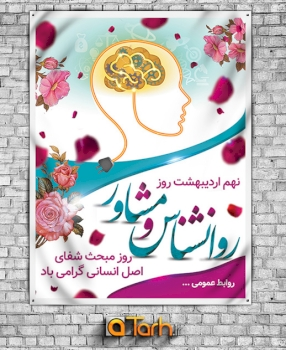 نهم اردیبهشت روز
روانشناس و مشاور
روز مبحث شفای
اصل انسانی گرامی باد
روابط عمومی ...
aTarh